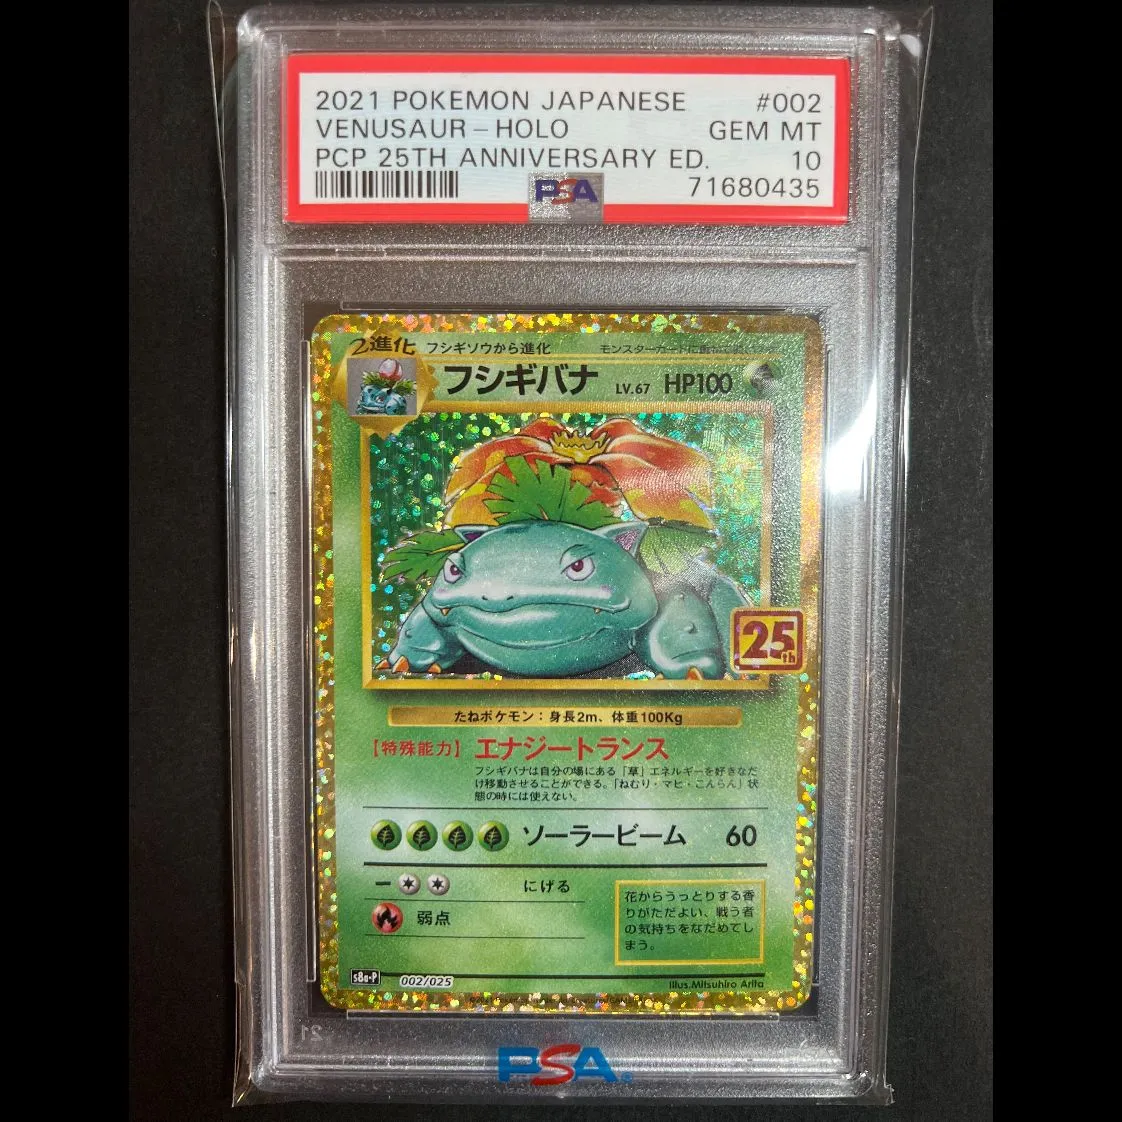 2021 POKEMON JAPANESE #002
VENUSAUR - HOLO GEM MT
PCP 25TH ANNIVERSARY ED. 10
PSA 71680435
2進化 フシギソウから進化
フシギバナ LV.67 HP100
25th
たねポケモン：身長2m、体重100Kg
【特殊能力】 エナジートランス
フシギバナは自分の場にある「草」エネルギーを好きなだ
け移動させることができる。「ねむり・マヒ・こんらん」状
態の時には使えない。
ソーラービーム 60
にげる
弱点
花からうっとりする香
りがただよい、戦う者
の気持ちをなだめてし
まう。
s8a-P 002/025 Illus.Mitsuhiro Arita
PSA